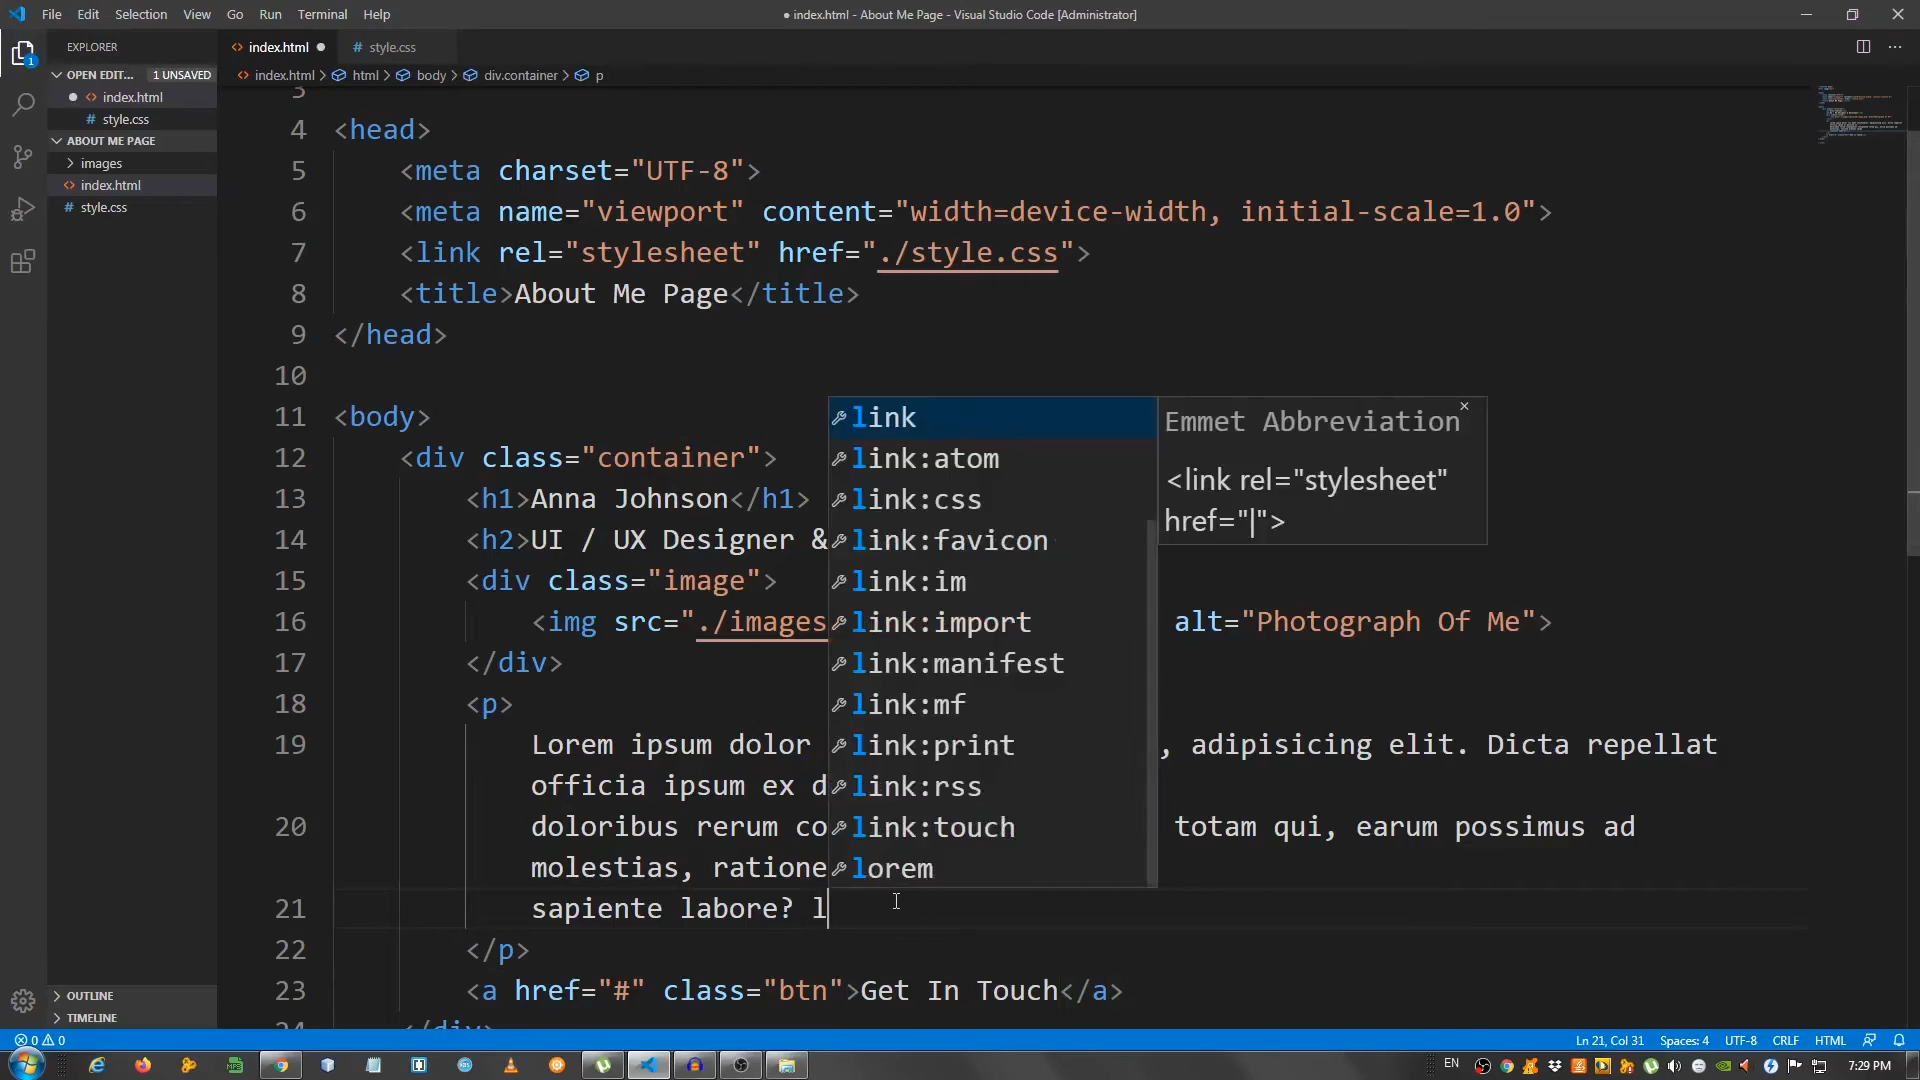 File Edit Selection View Go Run Terminal Help
● index.html - About Me Page - Visual Studio Code [Administrator]
EXPLORER
OPEN EDIT... 1 UNSAVED
index.html
style.css
ABOUT ME PAGE
images
index.html
style.css
OUTLINE
TIMELINE
index.html ● # style.css
index.html > html > body > div.container > p
3
4 <head>
5 <meta charset="UTF-8">
6 <meta name="viewport" content="width=device-width, initial-scale=1.0">
7 <link rel="stylesheet" href="./style.css">
8 <title>About Me Page</title>
9 </head>
10
11 <body>
12 <div class="container">
13 <h1>Anna Johnson</h1>
14 <h2>UI / UX Designer &
15 <div class="image">
16 <img src="./images alt="Photograph Of Me">
17 </div>
18 <p>
19 Lorem ipsum dolor , adipisicing elit. Dicta repellat
officia ipsum ex d
20 doloribus rerum co totam qui, earum possimus ad
molestias, ratione
21 sapiente labore? l
22 </p>
23 <a href="#" class="btn">Get In Touch</a>
24 </div>
link
link:atom
link:css
link:favicon
link:im
link:import
link:manifest
link:mf
link:print
link:rss
link:touch
lorem
Emmet Abbreviation
<link rel="stylesheet"
href="|">
0 0 Ln 21, Col 31 Spaces: 4 UTF-8 CRLF HTML
EN 7:29 PM